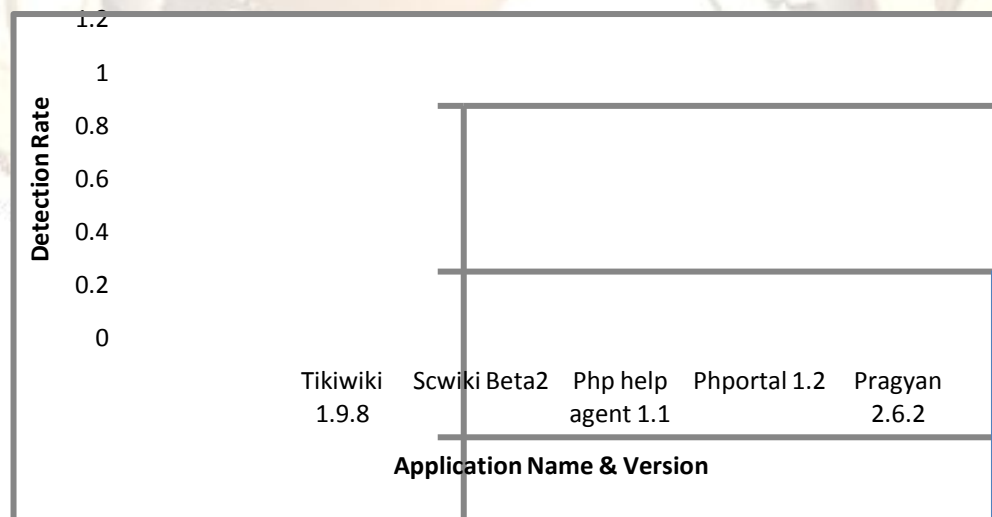 1.2
1
0.8
0.6
0.4
0.2
0
Detection Rate
Tikiwiki 1.9.8
Scwiki Beta2
Php help agent 1.1
Phportal 1.2
Pragyan 2.6.2
Application Name & Version